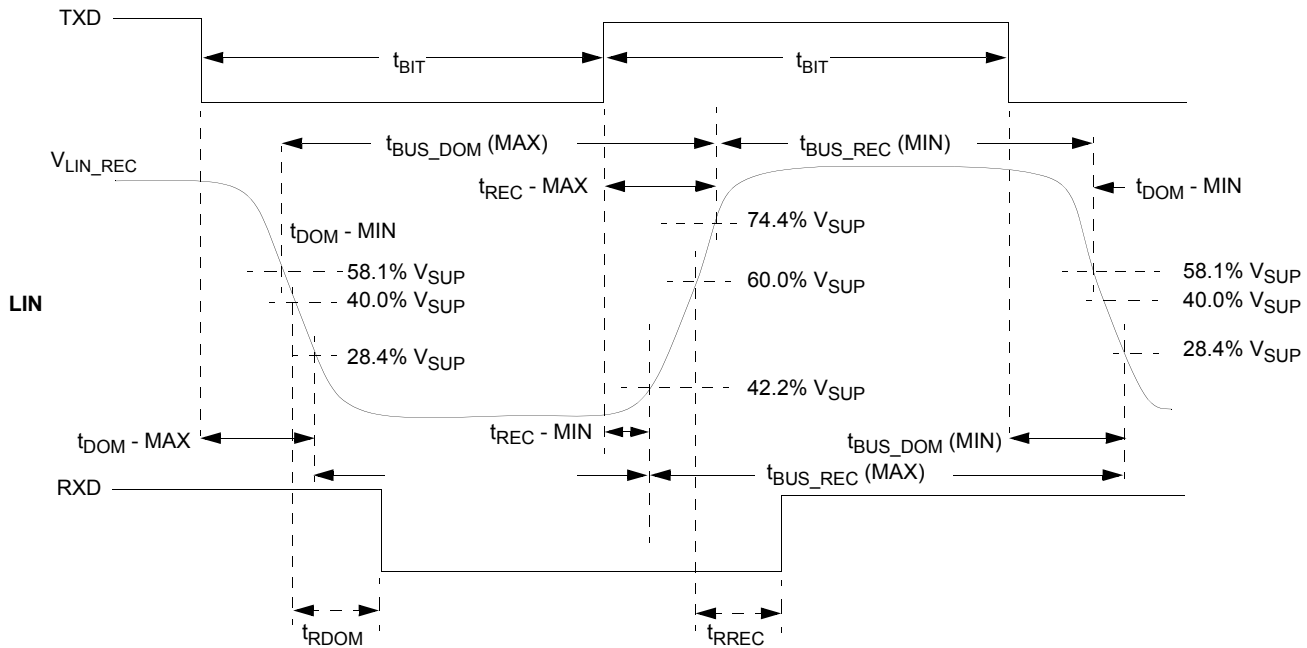 TXD
t_BIT t_BIT
t_BUS_DOM (MAX) t_BUS_REC (MIN)
V_LIN_REC
t_REC - MAX t_DOM - MIN
t_DOM - MIN 74.4% V_SUP
58.1% V_SUP 60.0% V_SUP 58.1% V_SUP
LIN 40.0% V_SUP 40.0% V_SUP
28.4% V_SUP 28.4% V_SUP
42.2% V_SUP
t_DOM - MAX t_REC - MIN t_BUS_DOM (MIN)
t_BUS_REC (MAX)
RXD
t_RDOM t_RREC